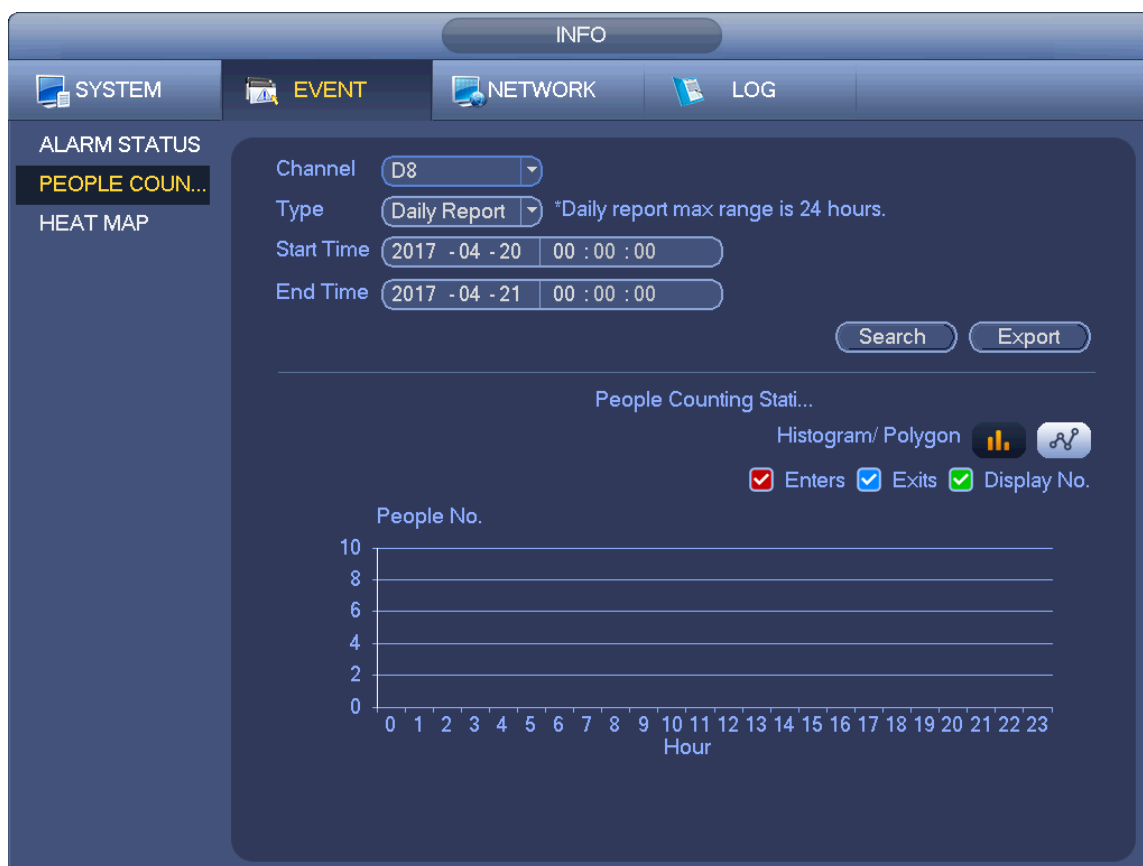 INFO
SYSTEM EVENT NETWORK LOG
ALARM STATUS
PEOPLE COUN...
HEAT MAP
Channel D8
Type Daily Report *Daily report max range is 24 hours.
Start Time 2017 - 04 - 20 00 : 00 : 00
End Time 2017 - 04 - 21 00 : 00 : 00
Search Export
People Counting Stati...
Histogram/ Polygon
Enters Exits Display No.
People No.
10
8
6
4
2
0
0 1 2 3 4 5 6 7 8 9 10 11 12 13 14 15 16 17 18 19 20 21 22 23
Hour